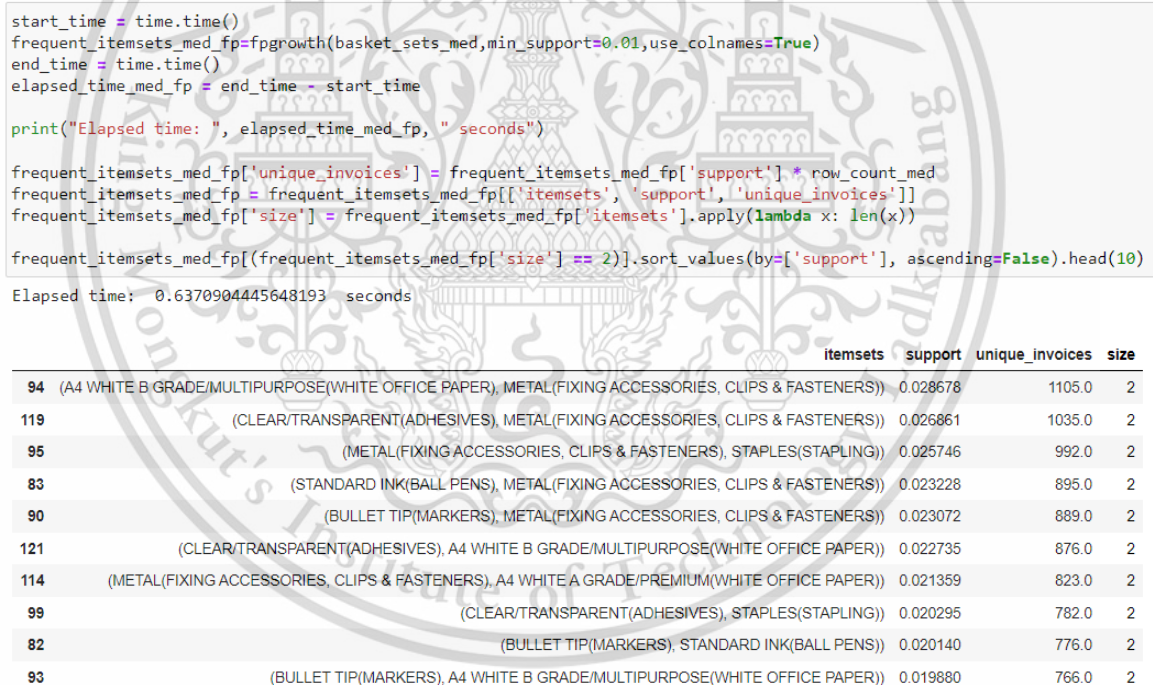 start_time = time.time()
frequent_itemsets_med_fp=fpgrowth(basket_sets_med,min_support=0.01,use_colnames=True)
end_time = time.time()
elapsed_time_med_fp = end_time - start_time
print("Elapsed time: ", elapsed_time_med_fp, " seconds")
frequent_itemsets_med_fp['unique_invoices'] = frequent_itemsets_med_fp['support'] * row_count_med
frequent_itemsets_med_fp = frequent_itemsets_med_fp[['itemsets', 'support', 'unique_invoices']]
frequent_itemsets_med_fp['size'] = frequent_itemsets_med_fp['itemsets'].apply(lambda x: len(x))
frequent_itemsets_med_fp[(frequent_itemsets_med_fp['size'] == 2)].sort_values(by=['support'], ascending=False).head(10)
Elapsed time:  0.6370904445648193  seconds
itemsets support unique_invoices size
94 (A4 WHITE B GRADE/MULTIPURPOSE(WHITE OFFICE PAPER), METAL(FIXING ACCESSORIES, CLIPS & FASTENERS)) 0.028678 1105.0 2
119 (CLEAR/TRANSPARENT(ADHESIVES), METAL(FIXING ACCESSORIES, CLIPS & FASTENERS)) 0.026861 1035.0 2
95 (METAL(FIXING ACCESSORIES, CLIPS & FASTENERS), STAPLES(STAPLING)) 0.025746 992.0 2
83 (STANDARD INK(BALL PENS), METAL(FIXING ACCESSORIES, CLIPS & FASTENERS)) 0.023228 895.0 2
90 (BULLET TIP(MARKERS), METAL(FIXING ACCESSORIES, CLIPS & FASTENERS)) 0.023072 889.0 2
121 (CLEAR/TRANSPARENT(ADHESIVES), A4 WHITE B GRADE/MULTIPURPOSE(WHITE OFFICE PAPER)) 0.022735 876.0 2
114 (METAL(FIXING ACCESSORIES, CLIPS & FASTENERS), A4 WHITE A GRADE/PREMIUM(WHITE OFFICE PAPER)) 0.021359 823.0 2
99 (CLEAR/TRANSPARENT(ADHESIVES), STAPLES(STAPLING)) 0.020295 782.0 2
82 (BULLET TIP(MARKERS), STANDARD INK(BALL PENS)) 0.020140 776.0 2
93 (BULLET TIP(MARKERS), A4 WHITE B GRADE/MULTIPURPOSE(WHITE OFFICE PAPER)) 0.019880 766.0 2
King Mongkut's Institute of Technology Ladkrabang